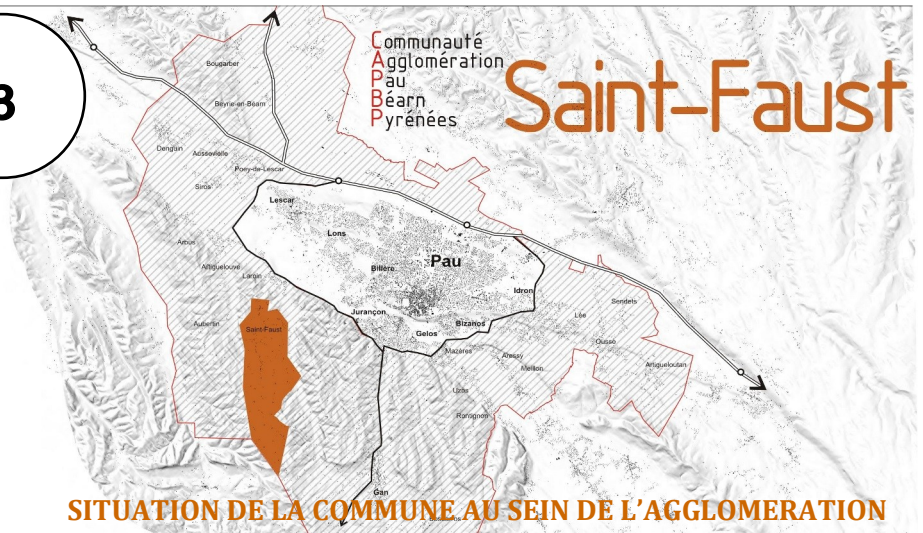 3
Communauté
Agglomération
Pau
Béarn
Pyrénées
Saint-Faust
Bougarber
Beyrie-en-Béarn
Denguin
Aussevielle
Poey-de-Lescar
Siros
Lescar
Lons
Arbus
Artiguelouve
Laroin
Billère
Pau
Idron
Sendets
Lée
Jurançon
Aubertin
Saint-Faust
Gelos
Bizanos
Ousse
Mazères
Aressy
Meillon
Artigueloutan
Uzos
Rontignon
Gan
SITUATION DE LA COMMUNE AU SEIN DE L’AGGLOMERATION